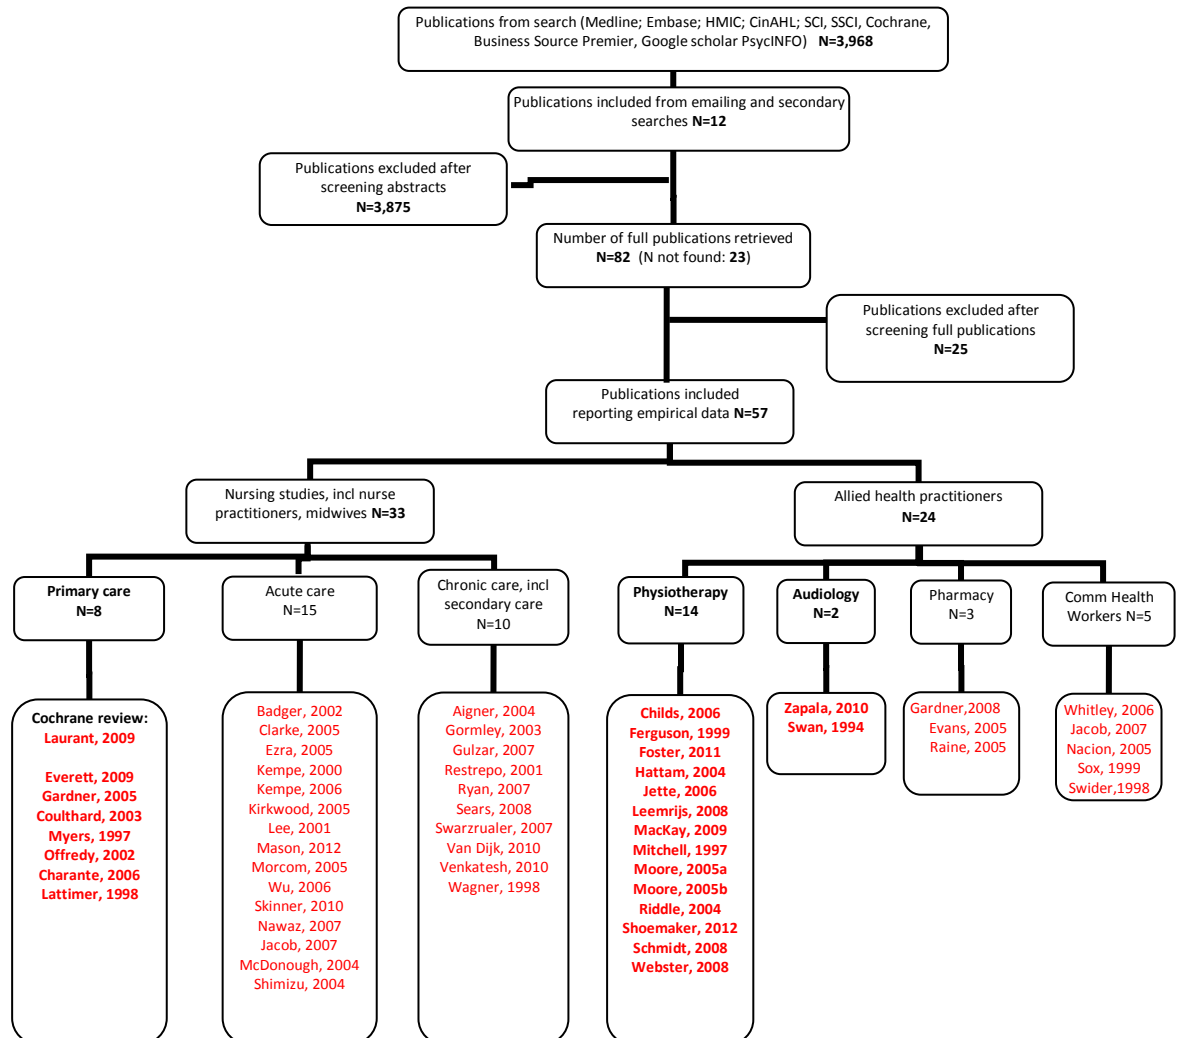 Publications from search (Medline; Embase; HMIC; CinAHL; SCI, SSCI, Cochrane,
Business Source Premier, Google scholar PsycINFO) N=3,968
Publications included from emailing and secondary
searches N=12
Publications excluded after
screening abstracts
N=3,875
Number of full publications retrieved
N=82 (N not found: 23)
Publications excluded after
screening full publications
N=25
Publications included
reporting empirical data N=57
Nursing studies, incl nurse
practitioners, midwives N=33
Allied health practitioners
N=24
Primary care
N=8
Acute care
N=15
Chronic care, incl
secondary care
N=10
Physiotherapy
N=14
Audiology
N=2
Pharmacy
N=3
Comm Health
Workers N=5
Cochrane review:
Laurant, 2009
Everett, 2009
Gardner, 2005
Coulthard, 2003
Myers, 1997
Offredy, 2002
Charante, 2006
Lattimer, 1998
Badger, 2002
Clarke, 2005
Ezra, 2005
Kempe, 2000
Kempe, 2006
Kirkwood, 2005
Lee, 2001
Mason, 2012
Morcom, 2005
Wu, 2006
Skinner, 2010
Nawaz, 2007
Jacob, 2007
McDonough, 2004
Shimizu, 2004
Aigner, 2004
Gormley, 2003
Gulzar, 2007
Restrepo, 2001
Ryan, 2007
Sears, 2008
Swarzrualer, 2007
Van Dijk, 2010
Venkatesh, 2010
Wagner, 1998
Childs, 2006
Ferguson, 1999
Foster, 2011
Hattam, 2004
Jette, 2006
Leemrijs, 2008
MacKay, 2009
Mitchell, 1997
Moore, 2005a
Moore, 2005b
Riddle, 2004
Shoemaker, 2012
Schmidt, 2008
Webster, 2008
Zapala, 2010
Swan, 1994
Gardner,2008
Evans, 2005
Raine, 2005
Whitley, 2006
Jacob, 2007
Nacion, 2005
Sox, 1999
Swider,1998